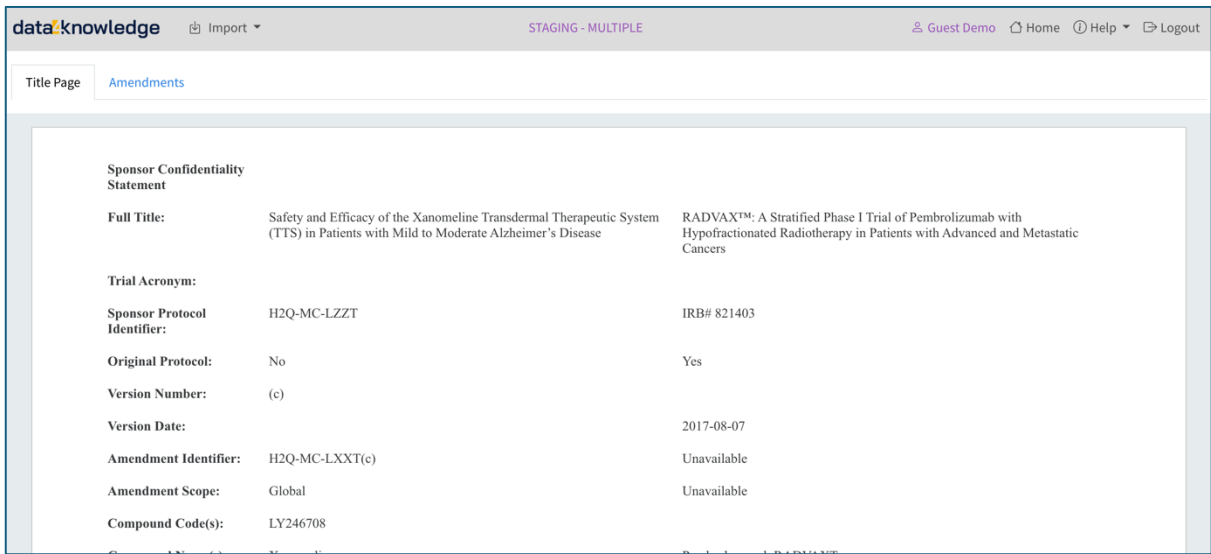 data4knowledge Import STAGING - MULTIPLE Guest Demo Home Help Logout
Title Page Amendments
Sponsor Confidentiality
Statement
Full Title: Safety and Efficacy of the Xanomeline Transdermal Therapeutic System RADVAX™: A Stratified Phase I Trial of Pembrolizumab with
(TTS) in Patients with Mild to Moderate Alzheimer’s Disease Hypofractionated Radiotherapy in Patients with Advanced and Metastatic
Cancers
Trial Acronym:
Sponsor Protocol H2Q-MC-LZZT IRB# 821403
Identifier:
Original Protocol: No Yes
Version Number: (c)
Version Date: 2017-08-07
Amendment Identifier: H2Q-MC-LXXT(c) Unavailable
Amendment Scope: Global Unavailable
Compound Code(s): LY246708